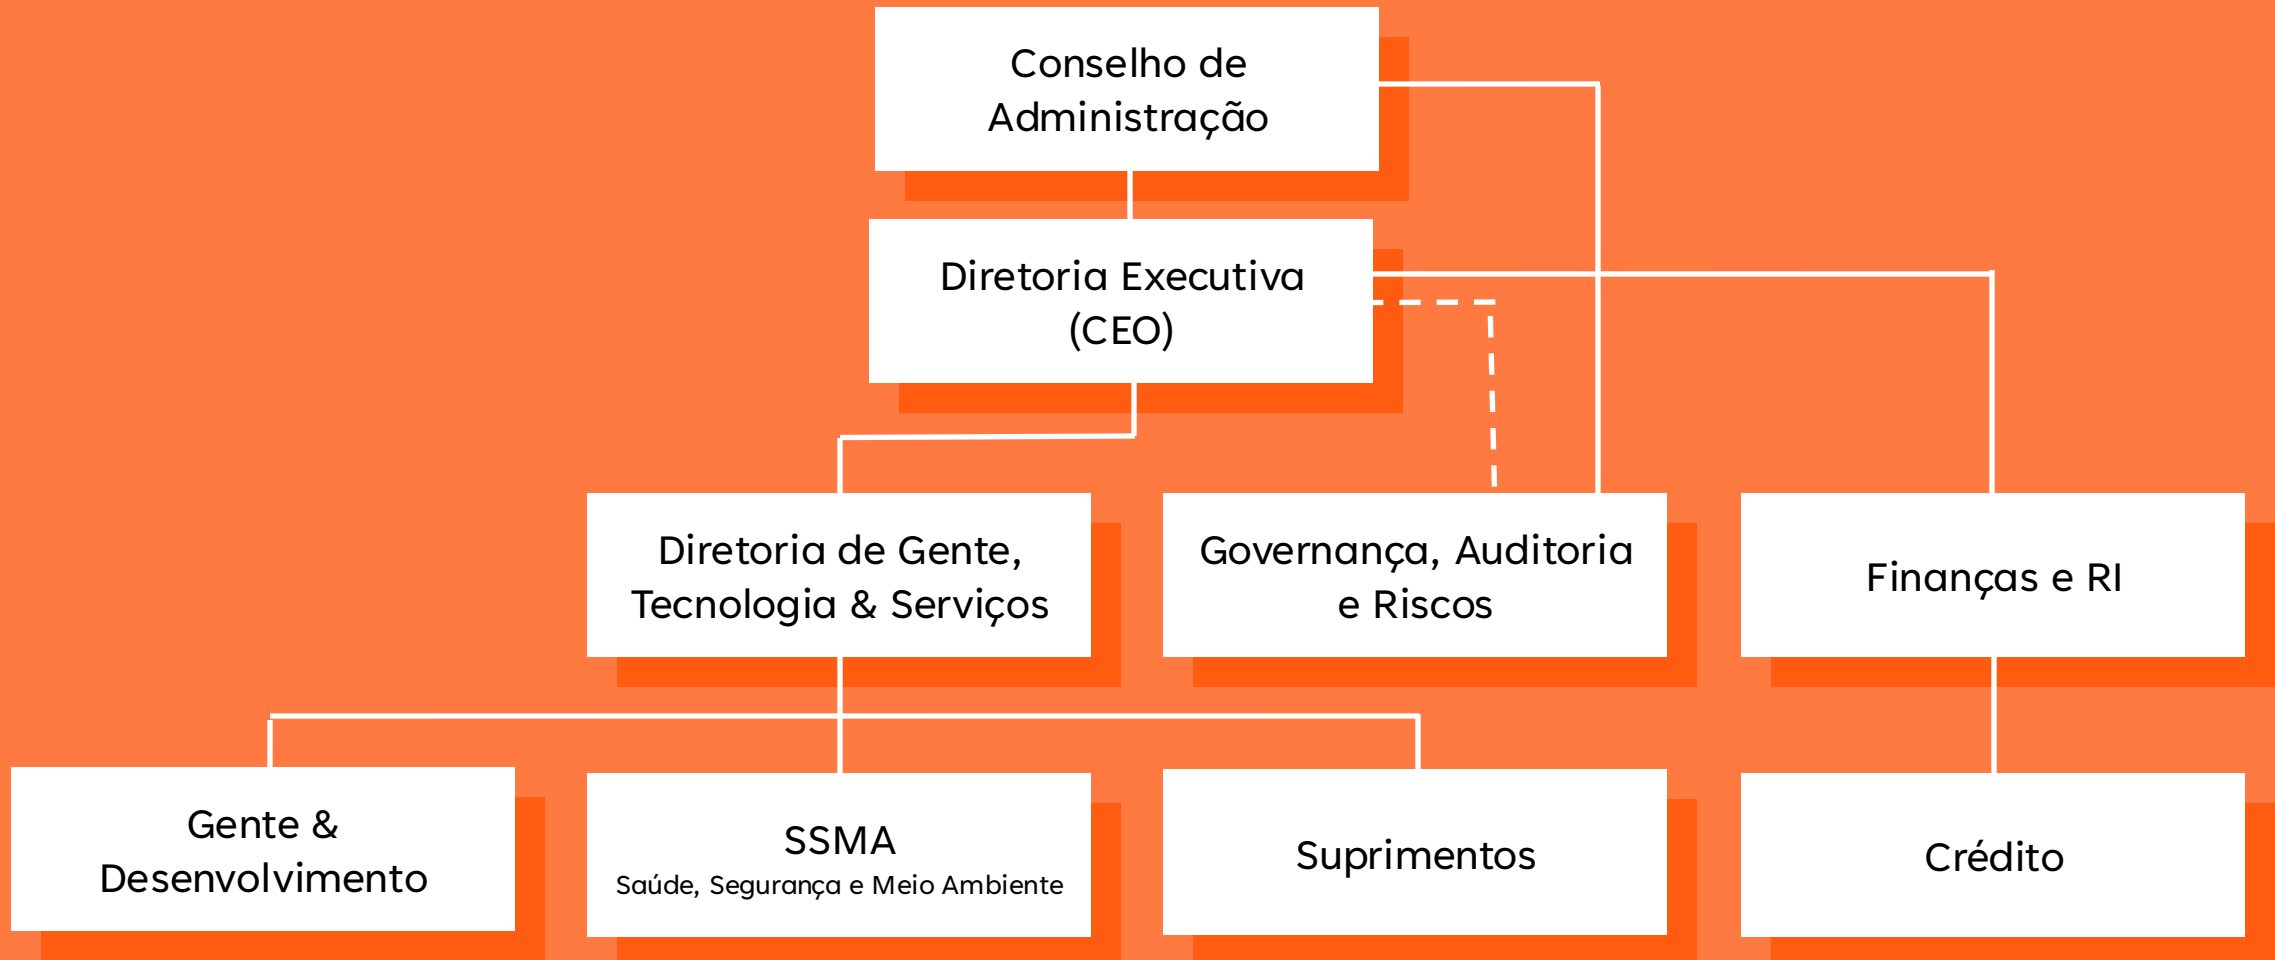 Conselho de
Administração
Diretoria Executiva
(CEO)
Diretoria de Gente,
Tecnologia & Serviços
Governança, Auditoria
e Riscos
Finanças e RI
Gente &
Desenvolvimento
SSMA
Saúde, Segurança e Meio Ambiente
Suprimentos
Crédito